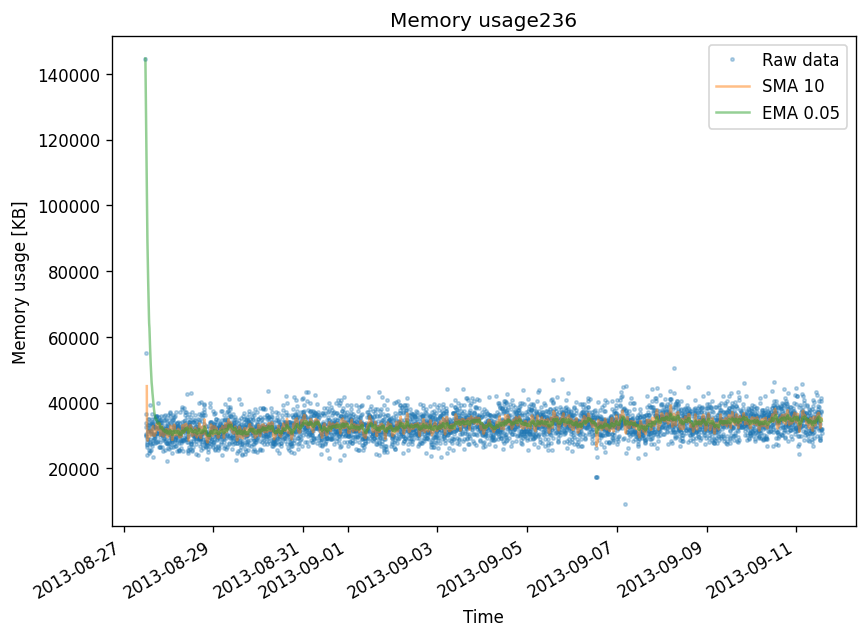 Memory usage236
Raw data
SMA 10
EMA 0.05
Memory usage [KB]
140000
120000
100000
80000
60000
40000
20000
2013-08-27
2013-08-29
2013-08-31
2013-09-01
2013-09-03
2013-09-05
2013-09-07
2013-09-09
2013-09-11
Time